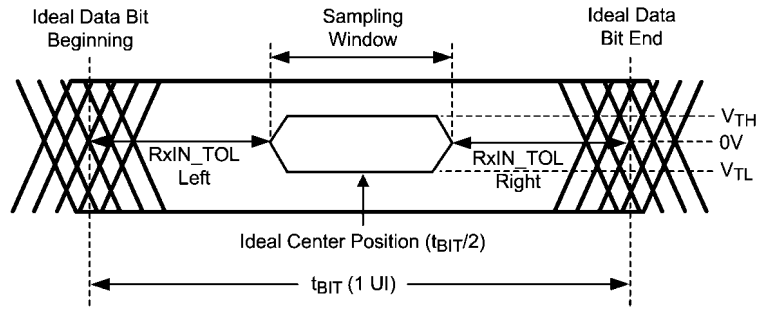 Ideal Data Bit
Beginning
Sampling
Window
Ideal Data
Bit End
VTH
0V
VTL
RxIN_TOL
Left
RxIN_TOL
Right
Ideal Center Position (tBIT/2)
tBIT (1 UI)